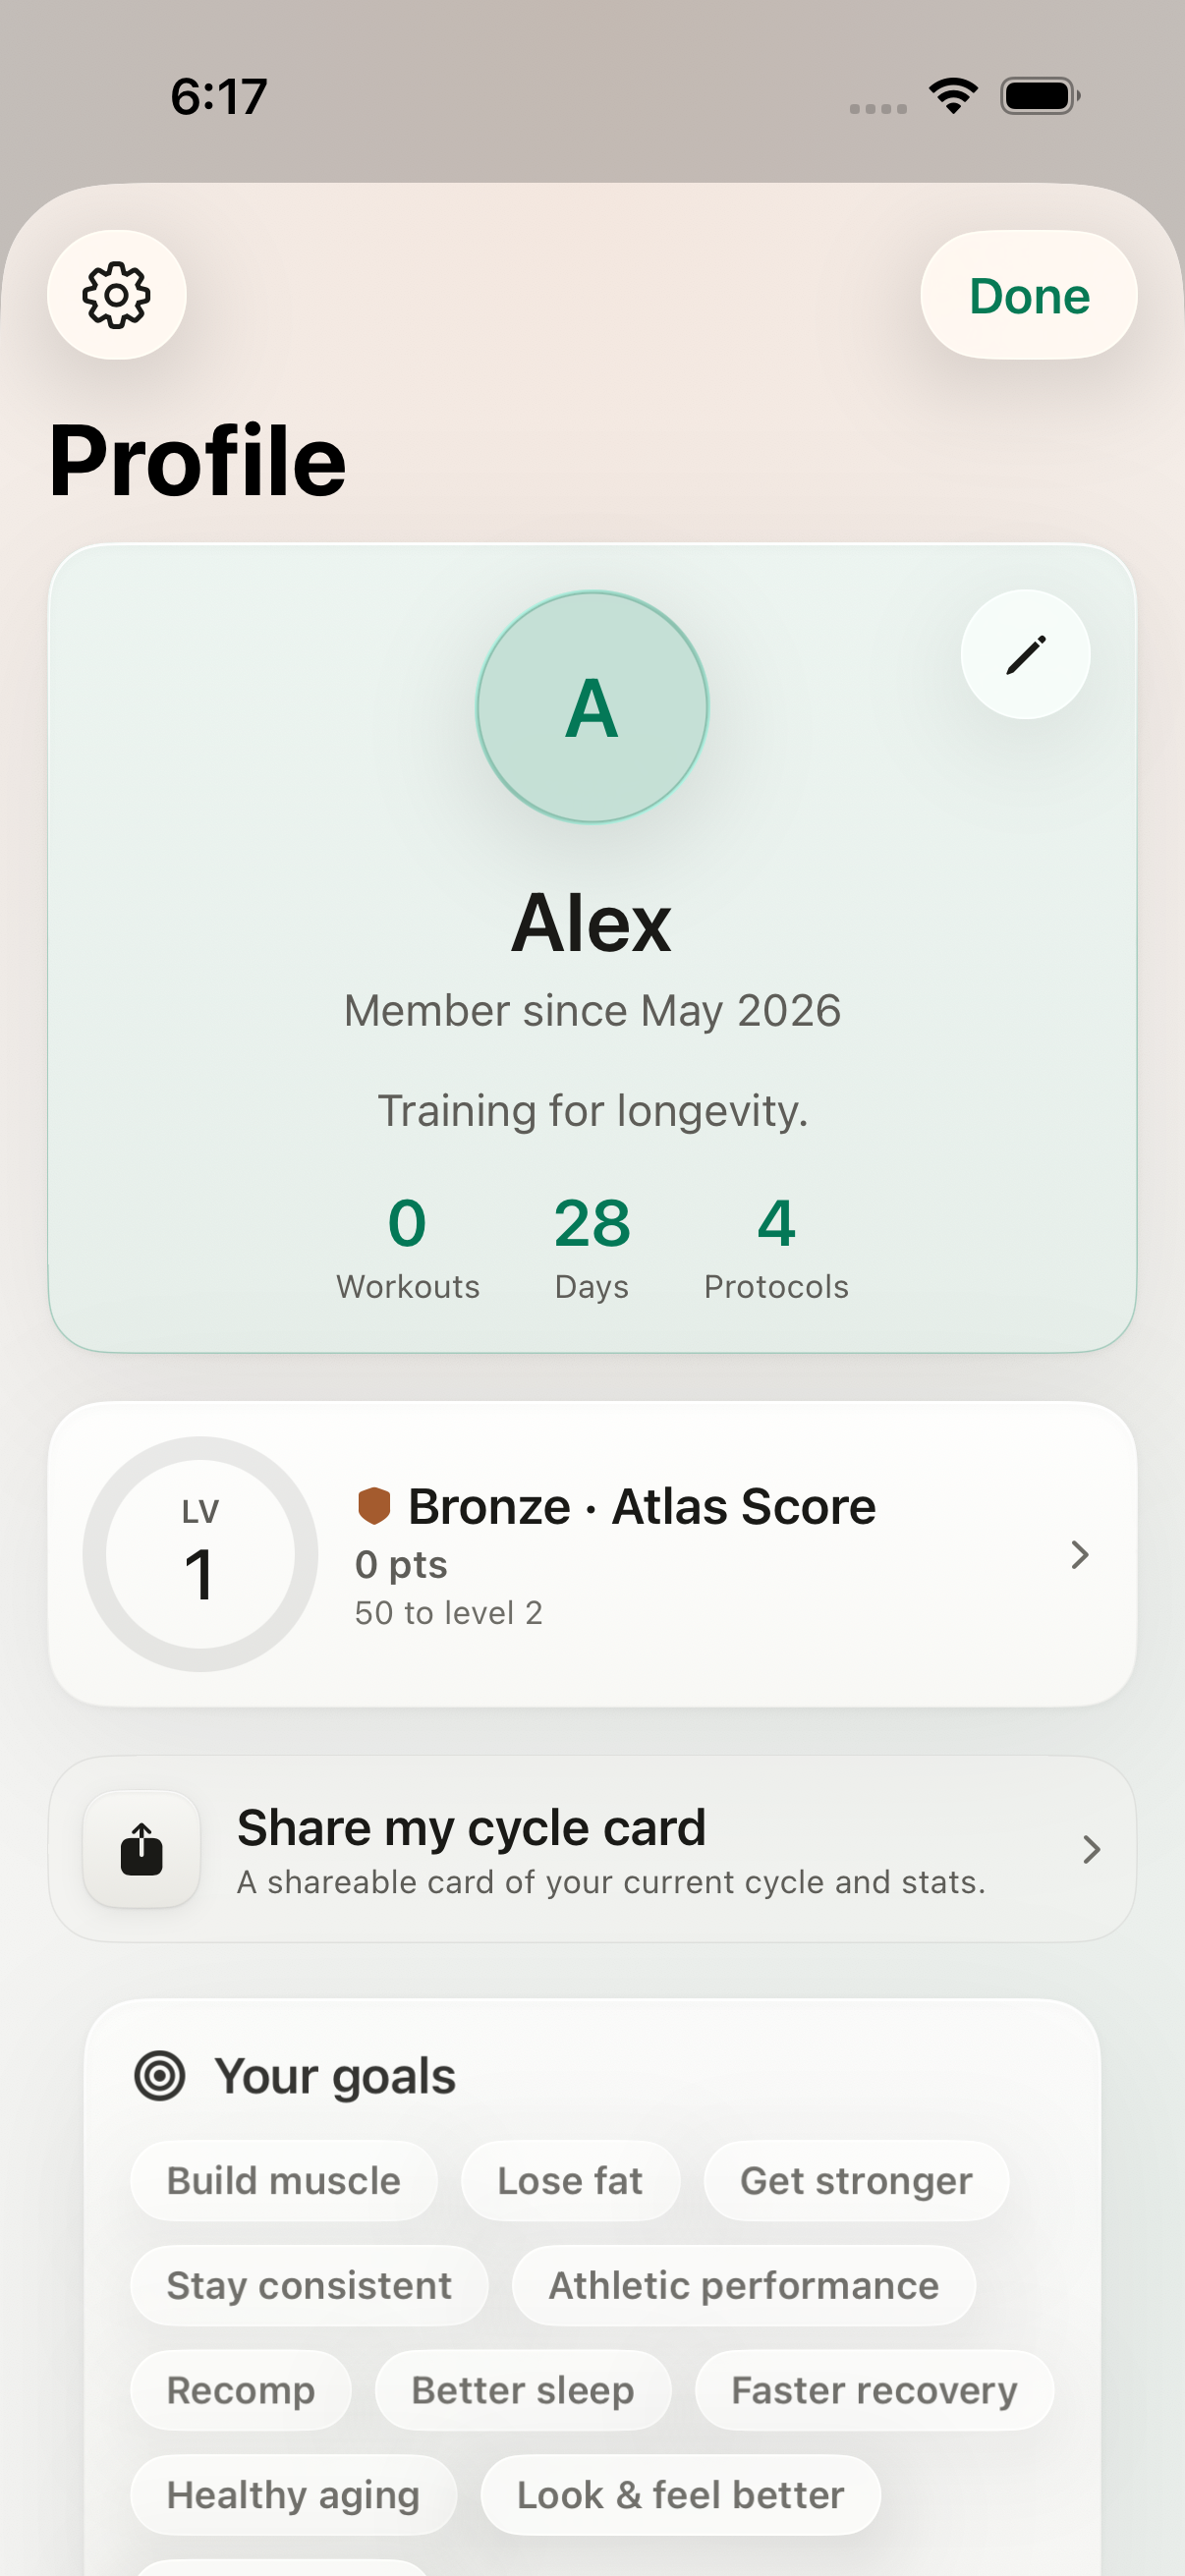 6:17
Done
Profile
A
Alex
Member since May 2026
Training for longevity.
0 28 4
Workouts Days Protocols
LV
1
Bronze · Atlas Score
0 pts
50 to level 2
Share my cycle card
A shareable card of your current cycle and stats.
Your goals
Build muscle Lose fat Get stronger
Stay consistent Athletic performance
Recomp Better sleep Faster recovery
Healthy aging Look & feel better